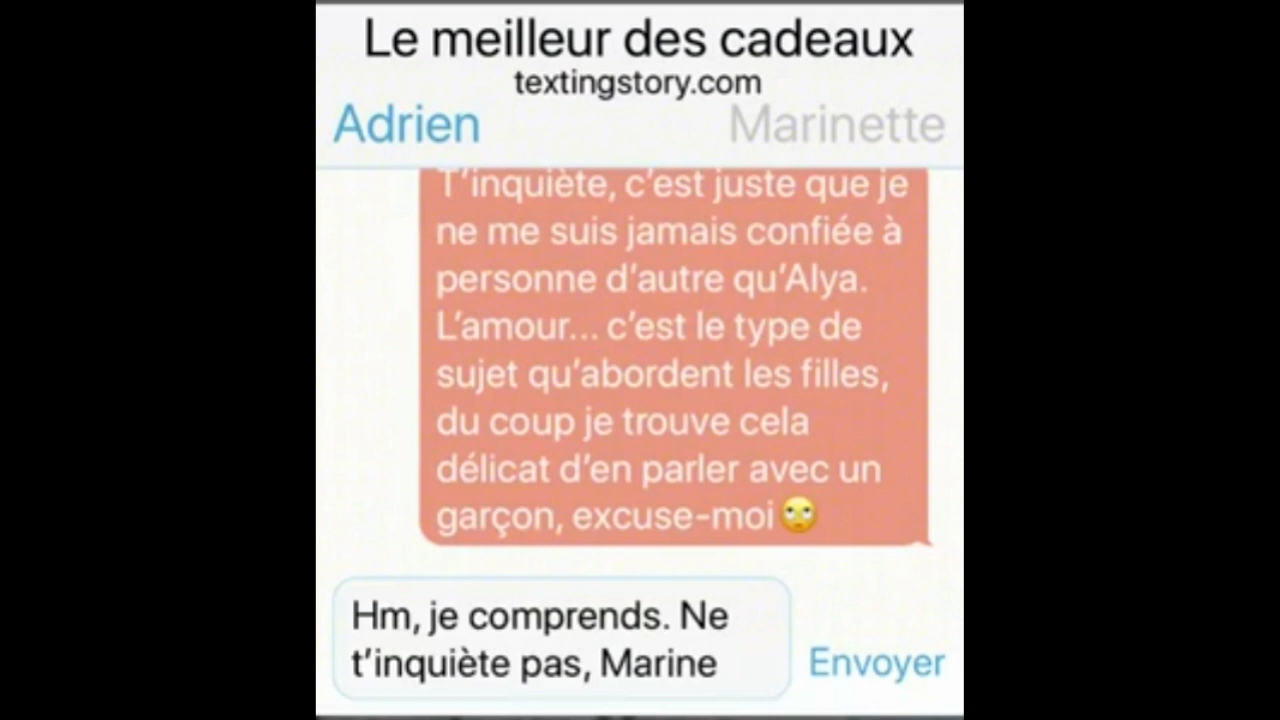 Le meilleur des cadeaux
textingstory.com
Adrien Marinette
T'inquiète, c'est juste que je
ne me suis jamais confiée à
personne d'autre qu'Alya.
L'amour... c'est le type de
sujet qu'abordent les filles,
du coup je trouve cela
délicat d'en parler avec un
garçon, excuse-moi🙄
Hm, je comprends. Ne
t'inquiète pas, Marine
Envoyer